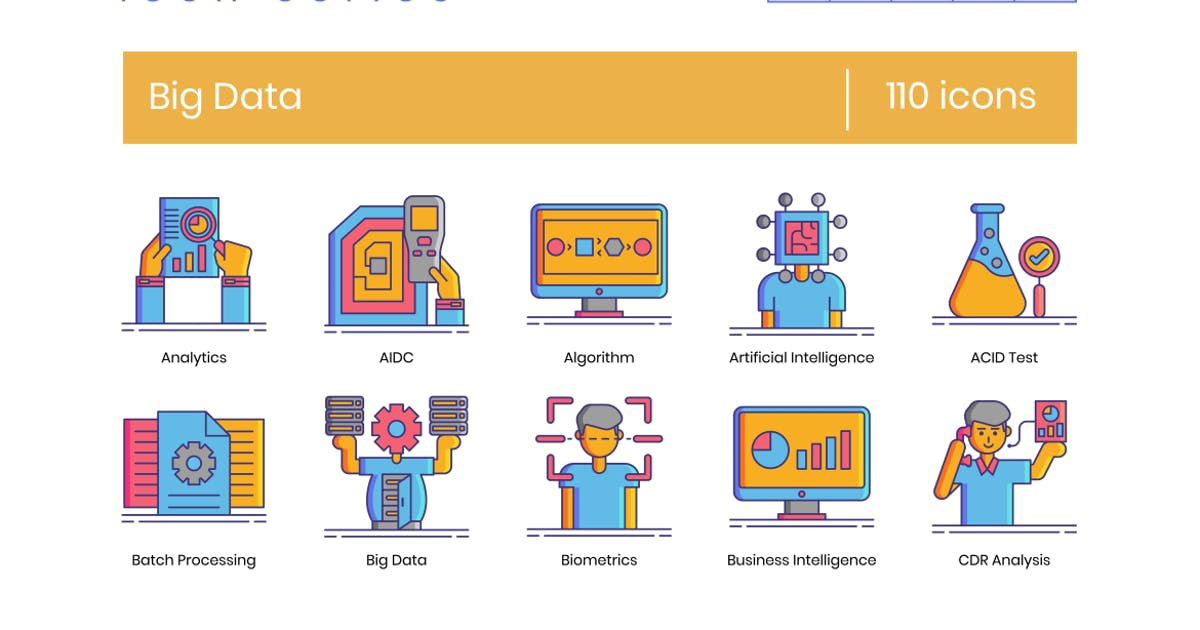 Big Data
110 icons
Analytics
AIDC
Algorithm
Artificial Intelligence
ACID Test
Batch Processing
Big Data
Biometrics
Business Intelligence
CDR Analysis